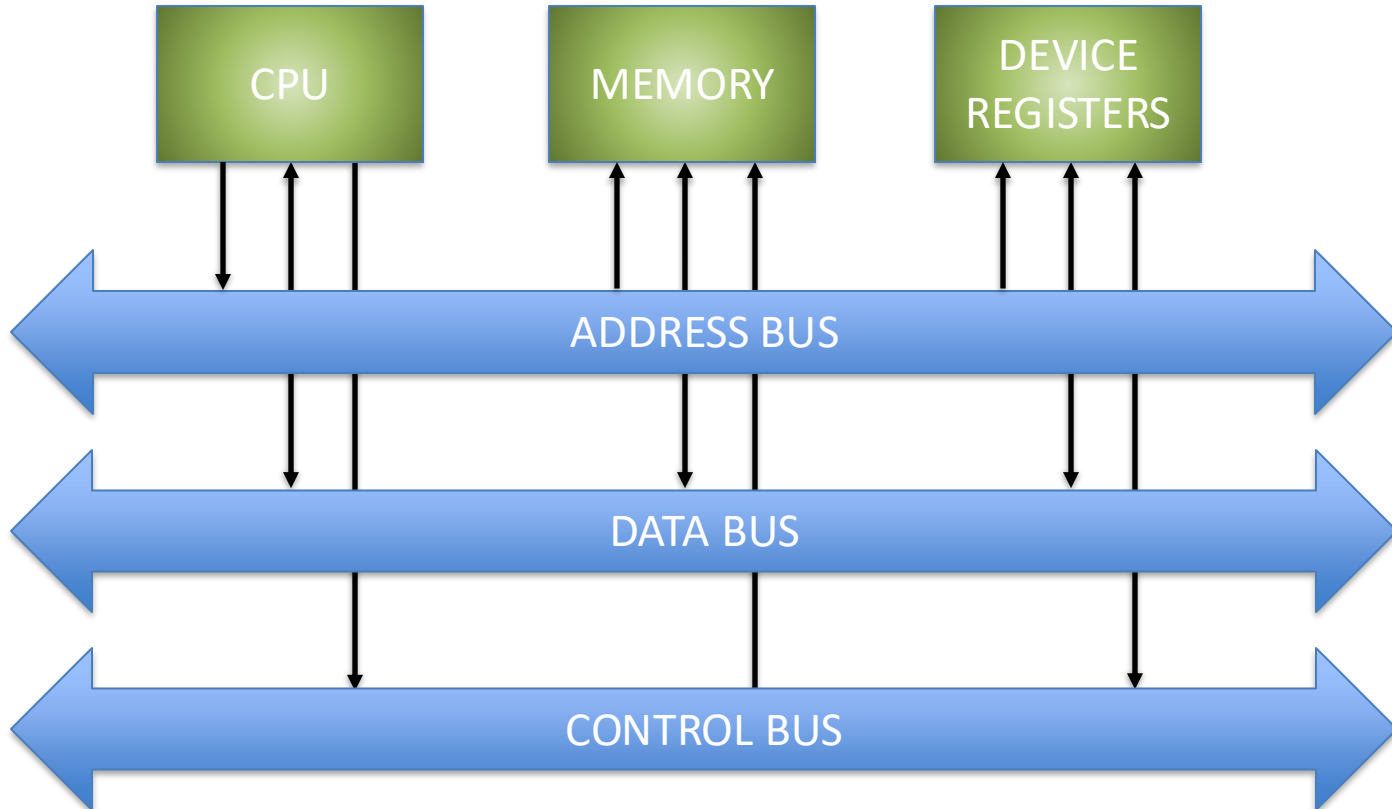 CPU
MEMORY
DEVICE
REGISTERS
ADDRESS BUS
DATA BUS
CONTROL BUS